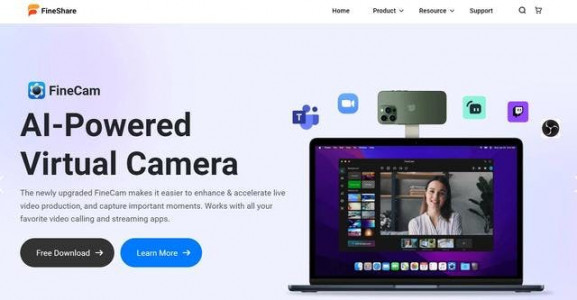 FineShare
Home Product Resource Support
FineCam
AI-Powered
Virtual Camera
The newly upgraded FineCam makes it easier to enhance & accelerate live
video production, and capture important moments. Works with all your
favorite video calling and streaming apps.
Free Download → Learn More →